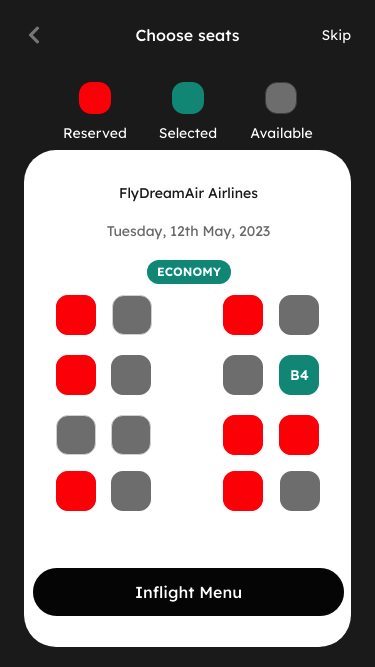 Choose seats
Skip
Reserved
Selected
Available
FlyDreamAir Airlines
Tuesday, 12th May, 2023
ECONOMY
B4
Inflight Menu